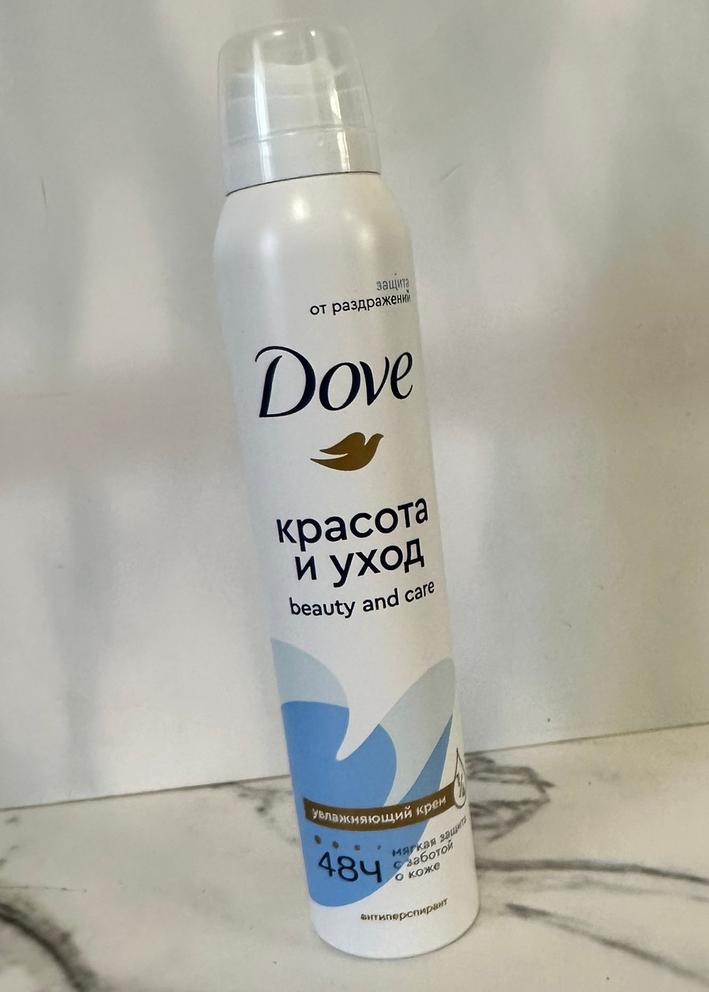 защита
от раздражений
Dove
красота
и уход
beauty and care
увлажняющий крем
48ч
мягкая защита
с заботой
о коже
антиперспирант